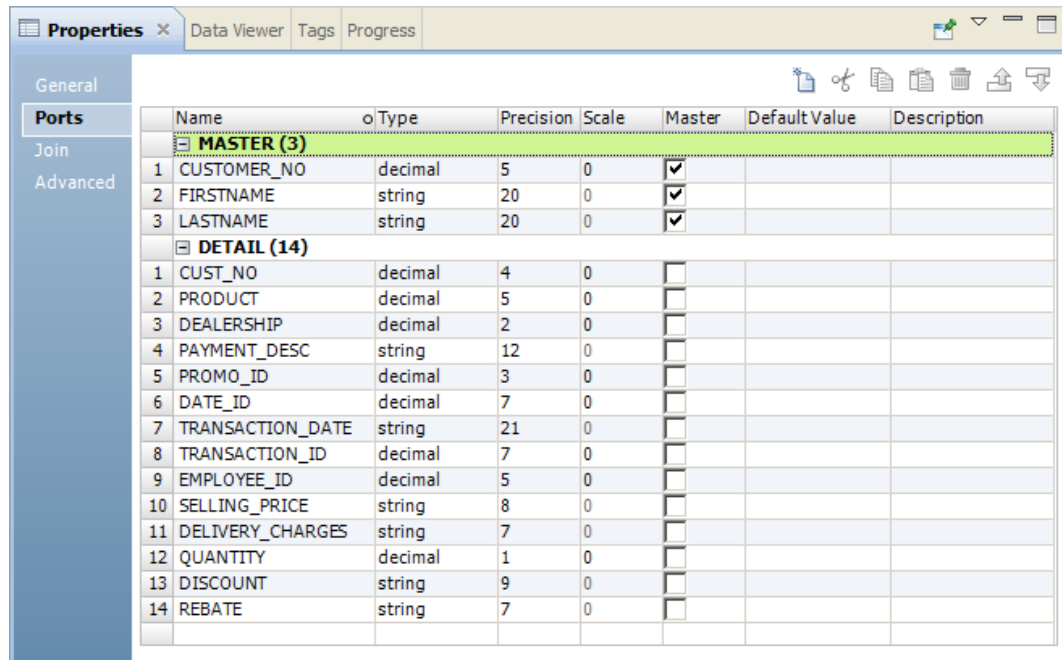 Properties Data Viewer Tags Progress
General
Ports
Join
Advanced
Name Type Precision Scale Master Default Value Description
MASTER (3)
1 CUSTOMER_NO decimal 5 0
2 FIRSTNAME string 20 0
3 LASTNAME string 20 0
DETAIL (14)
1 CUST_NO decimal 4 0
2 PRODUCT decimal 5 0
3 DEALERSHIP decimal 2 0
4 PAYMENT_DESC string 12 0
5 PROMO_ID decimal 3 0
6 DATE_ID decimal 7 0
7 TRANSACTION_DATE string 21 0
8 TRANSACTION_ID decimal 7 0
9 EMPLOYEE_ID decimal 5 0
10 SELLING_PRICE string 8 0
11 DELIVERY_CHARGES string 7 0
12 QUANTITY decimal 1 0
13 DISCOUNT string 9 0
14 REBATE string 7 0